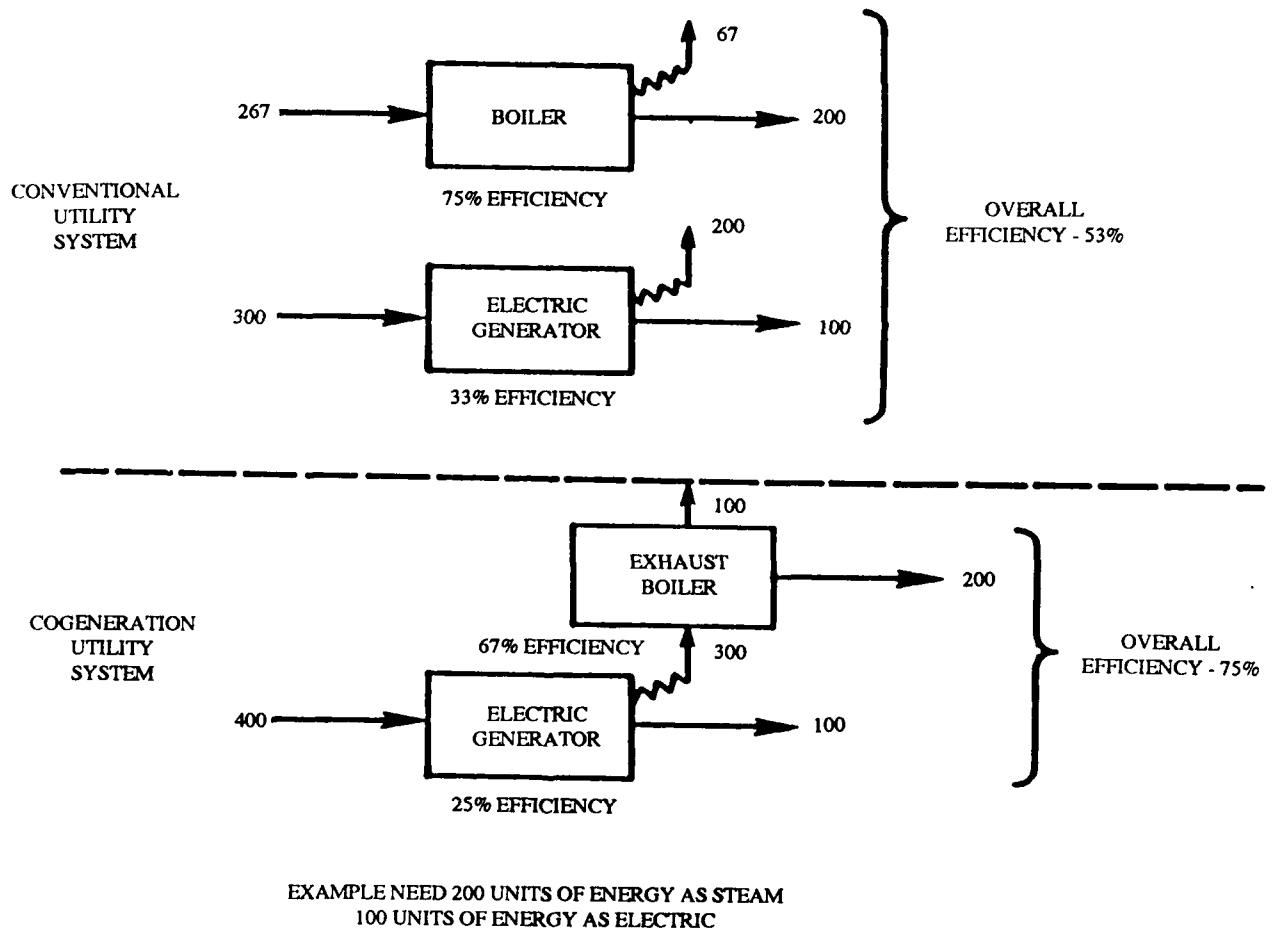 67
267
BOILER
200
CONVENTIONAL
UTILITY
SYSTEM
75% EFFICIENCY
OVERALL
EFFICIENCY - 53%
200
300
ELECTRIC
GENERATOR
100
33% EFFICIENCY
100
EXHAUST
BOILER
200
COGENERATION
UTILITY
SYSTEM
67% EFFICIENCY
300
OVERALL
EFFICIENCY - 75%
400
ELECTRIC
GENERATOR
100
25% EFFICIENCY
EXAMPLE NEED 200 UNITS OF ENERGY AS STEAM
100 UNITS OF ENERGY AS ELECTRIC